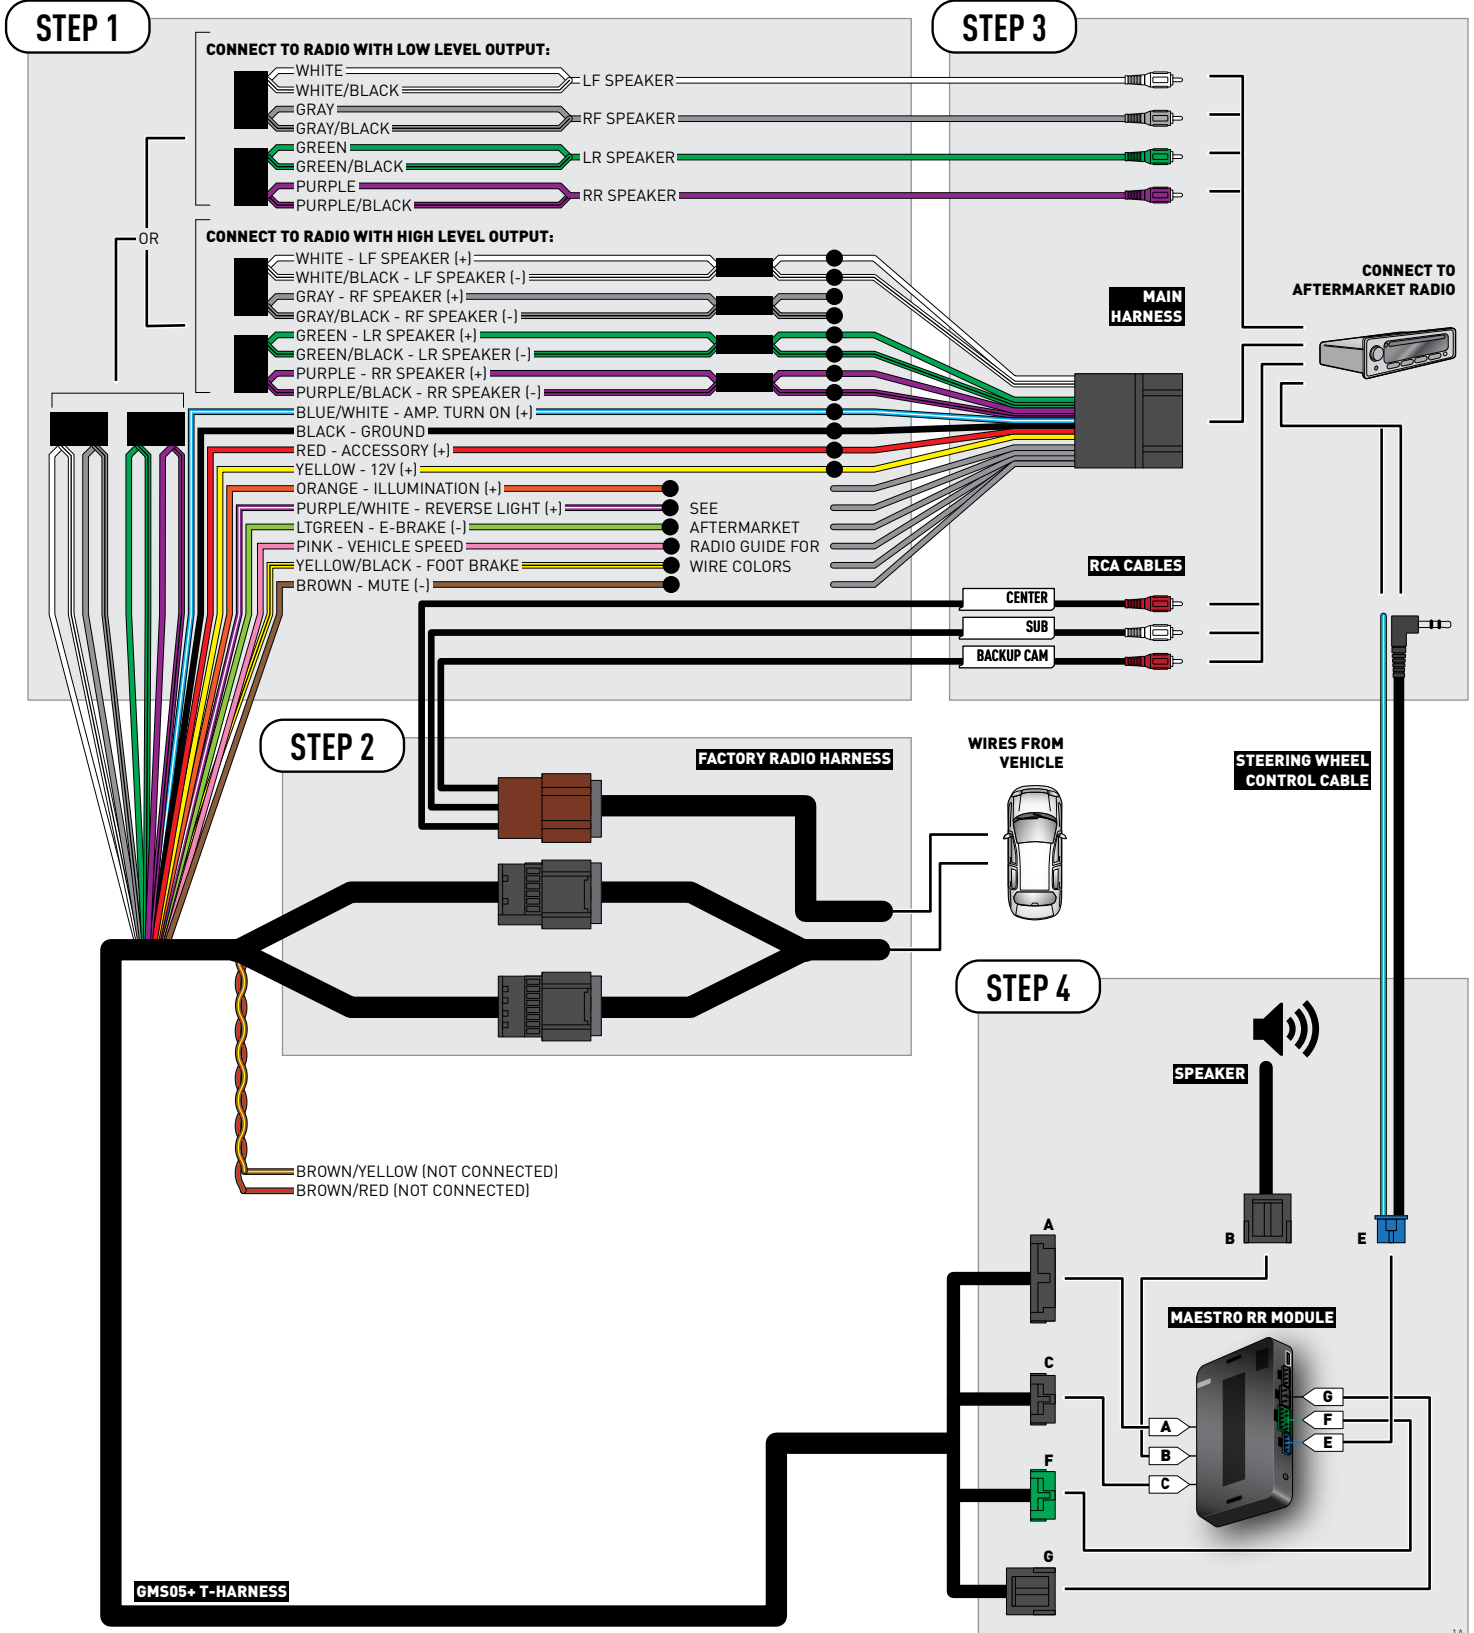 STEP 1
CONNECT TO RADIO WITH LOW LEVEL OUTPUT:
WHITE
WHITE/BLACK
LF SPEAKER
GRAY
GRAY/BLACK
RF SPEAKER
GREEN
GREEN/BLACK
LR SPEAKER
PURPLE
PURPLE/BLACK
RR SPEAKER
OR
CONNECT TO RADIO WITH HIGH LEVEL OUTPUT:
WHITE - LF SPEAKER (+)
WHITE/BLACK - LF SPEAKER (-)
GRAY - RF SPEAKER (+)
GRAY/BLACK - RF SPEAKER (-)
GREEN - LR SPEAKER (+)
GREEN/BLACK - LR SPEAKER (-)
PURPLE - RR SPEAKER (+)
PURPLE/BLACK - RR SPEAKER (-)
BLUE/WHITE - AMP. TURN ON (+)
BLACK - GROUND
RED - ACCESSORY (+)
YELLOW - 12V (+)
ORANGE - ILLUMINATION (+)
PURPLE/WHITE - REVERSE LIGHT (+)
LTGREEN - E-BRAKE (-)
PINK - VEHICLE SPEED
YELLOW/BLACK - FOOT BRAKE
BROWN - MUTE (-)
SEE
AFTERMARKET
RADIO GUIDE FOR
WIRE COLORS
STEP 3
MAIN
HARNESS
CONNECT TO
AFTERMARKET RADIO
RCA CABLES
CENTER
SUB
BACKUP CAM
STEP 2
FACTORY RADIO HARNESS
WIRES FROM
VEHICLE
STEERING WHEEL
CONTROL CABLE
BROWN/YELLOW (NOT CONNECTED)
BROWN/RED (NOT CONNECTED)
STEP 4
SPEAKER
A
B
E
MAESTRO RR MODULE
C
G
F
E
A
B
C
F
G
GMS05+ T-HARNESS
1A